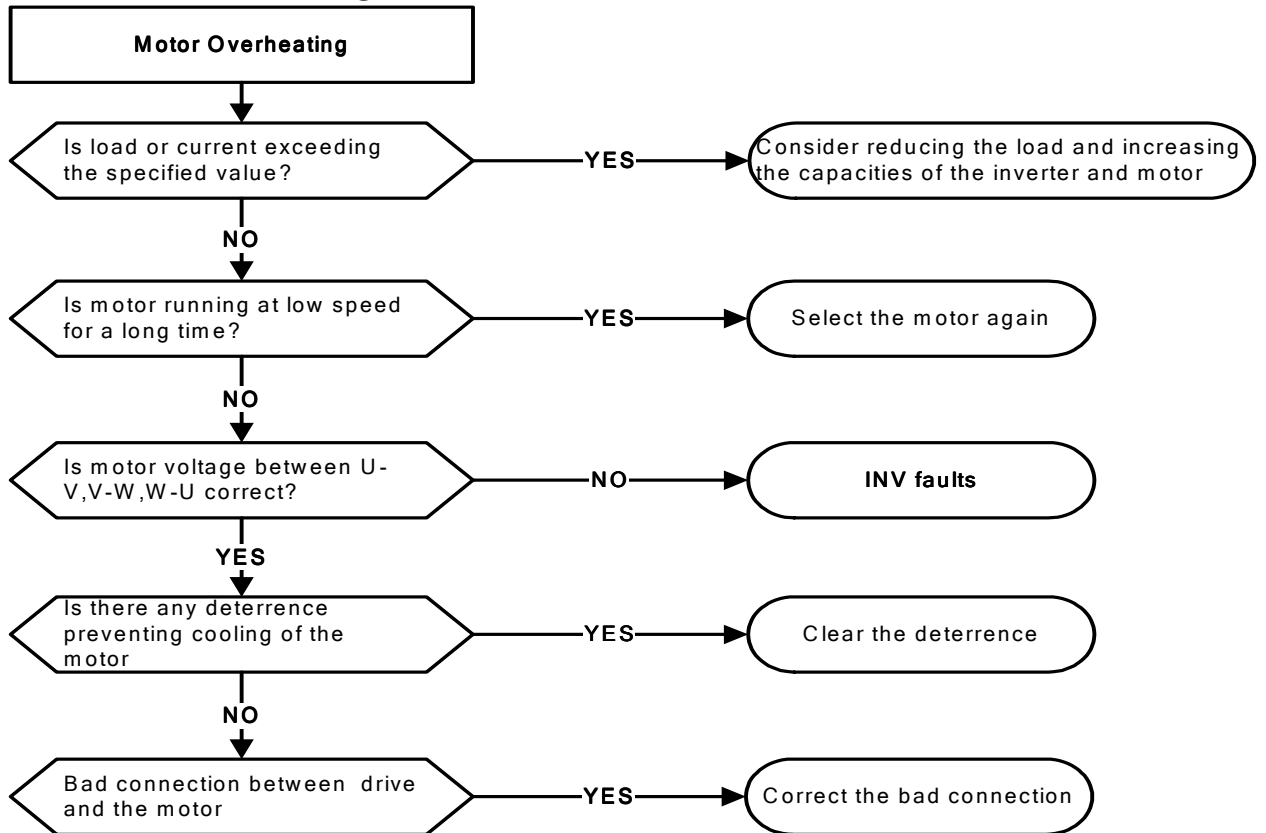 Motor Overheating
Is load or current exceeding
the specified value?
YES
Consider reducing the load and increasing
the capacities of the inverter and motor
NO
Is motor running at low speed
for a long time?
YES
Select the motor again
NO
Is motor voltage between U-
V,V-W,W-U correct?
NO
INV faults
YES
Is there any deterrence
preventing cooling of the
motor
YES
Clear the deterrence
NO
Bad connection between drive
and the motor
YES
Correct the bad connection